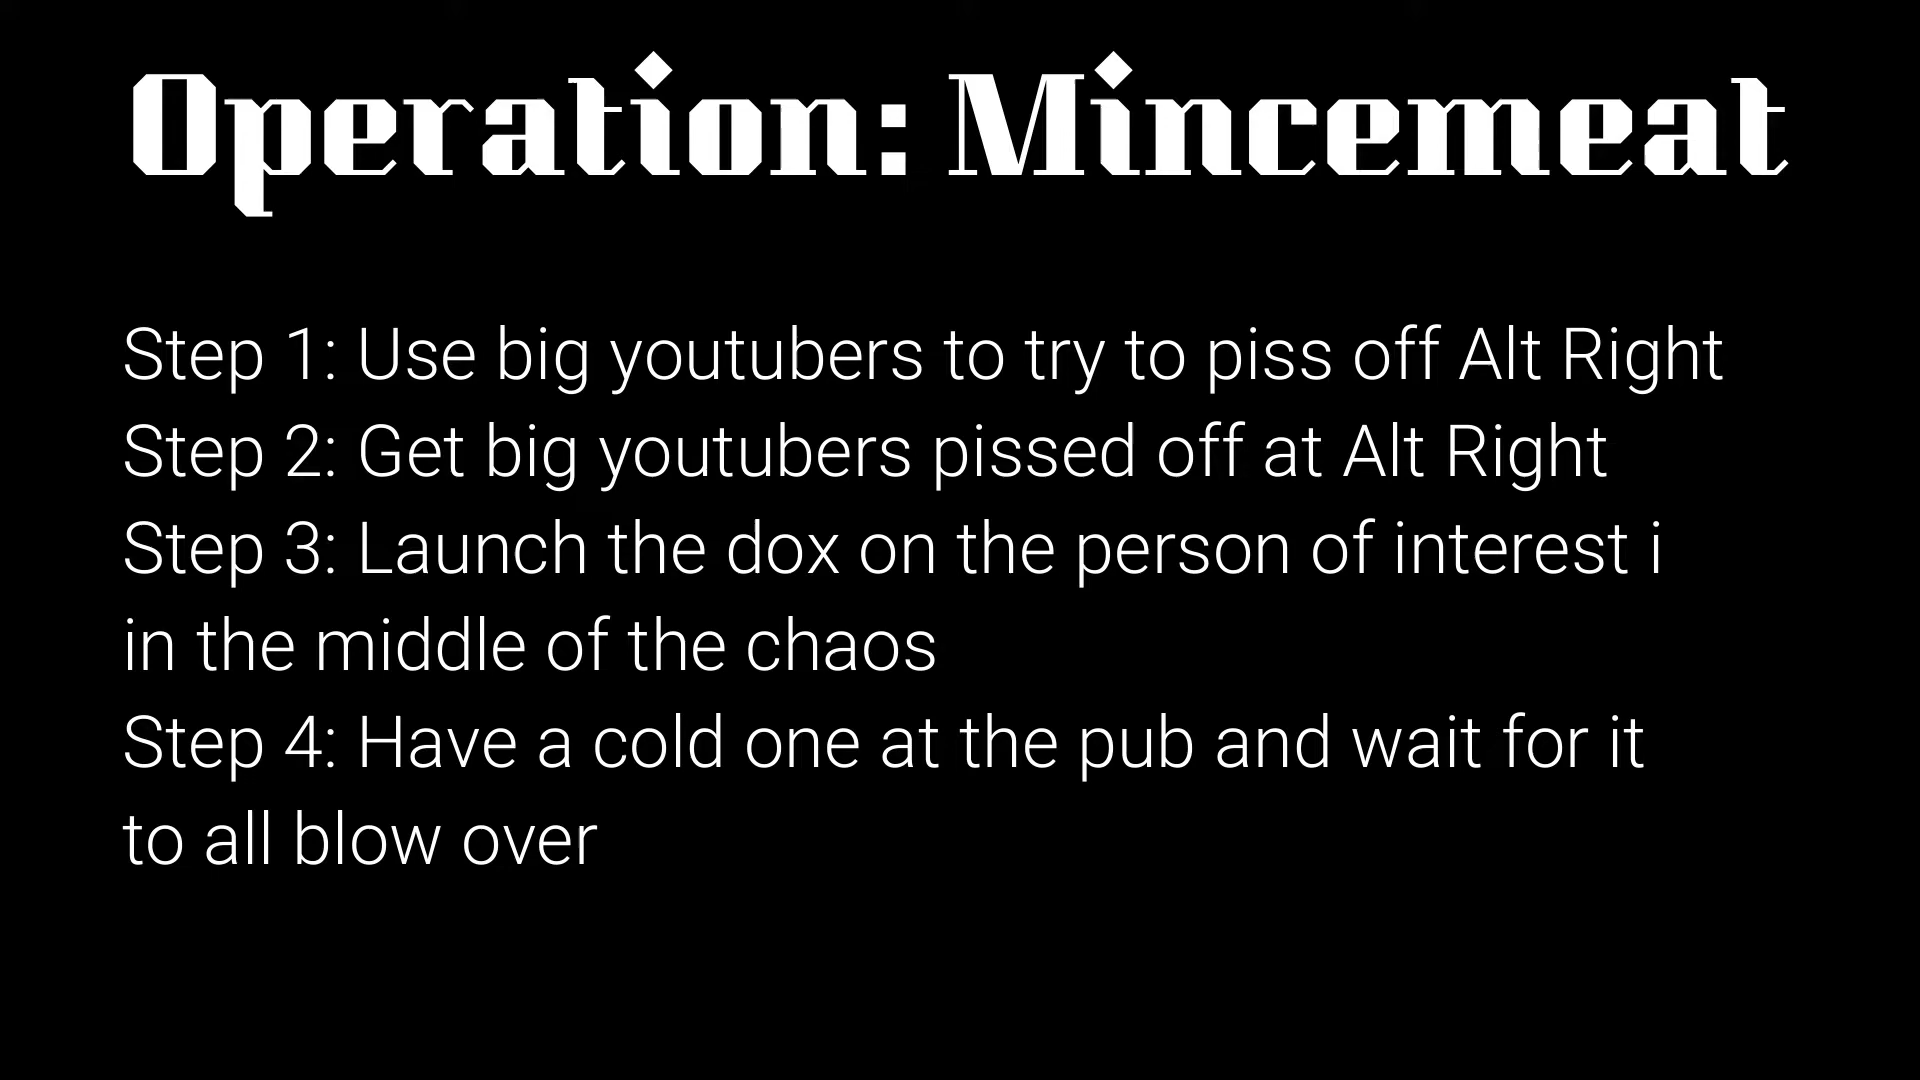 Operation: Mincemeat
Step 1: Use big youtubers to try to piss off Alt Right
Step 2: Get big youtubers pissed off at Alt Right
Step 3: Launch the dox on the person of interest i
in the middle of the chaos
Step 4: Have a cold one at the pub and wait for it
to all blow over